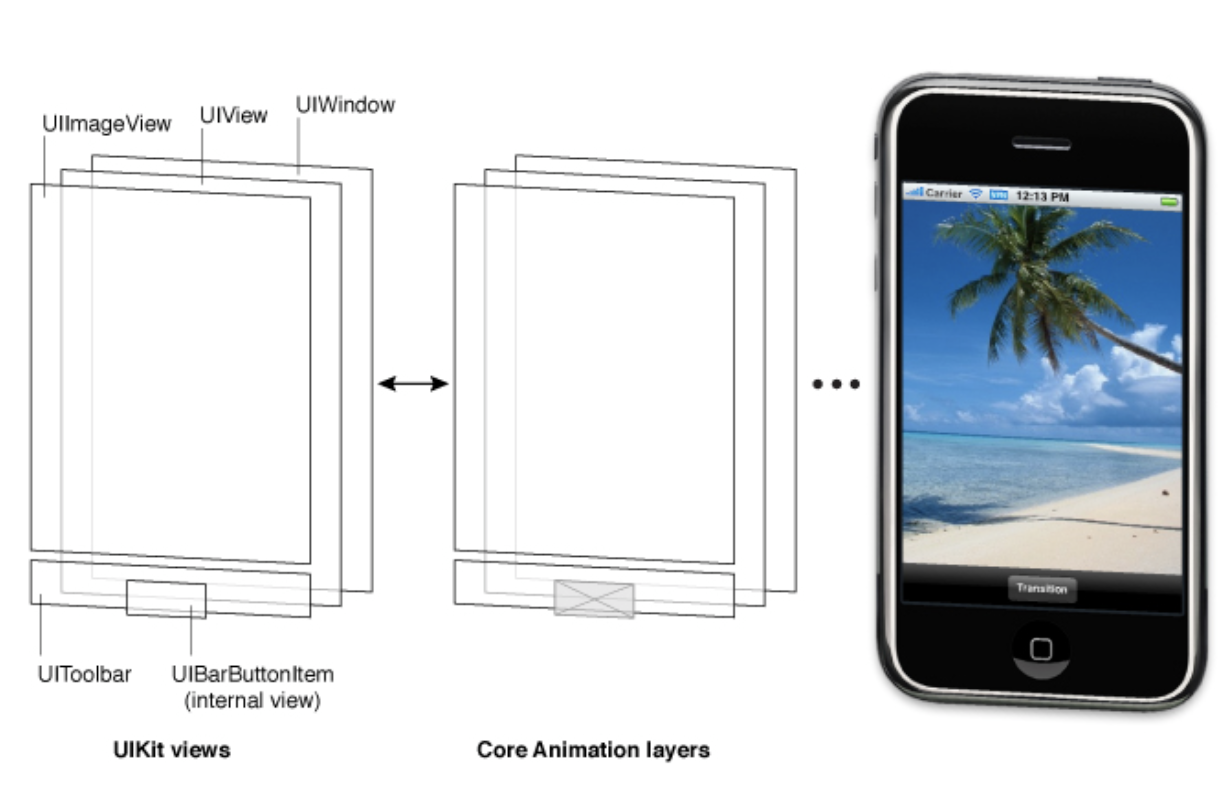 UIImageView
UIView
UIWindow
UIToolbar
UIBarButtonItem
(internal view)
UIKit views
Core Animation layers
Carrier
12:13 PM
Transition